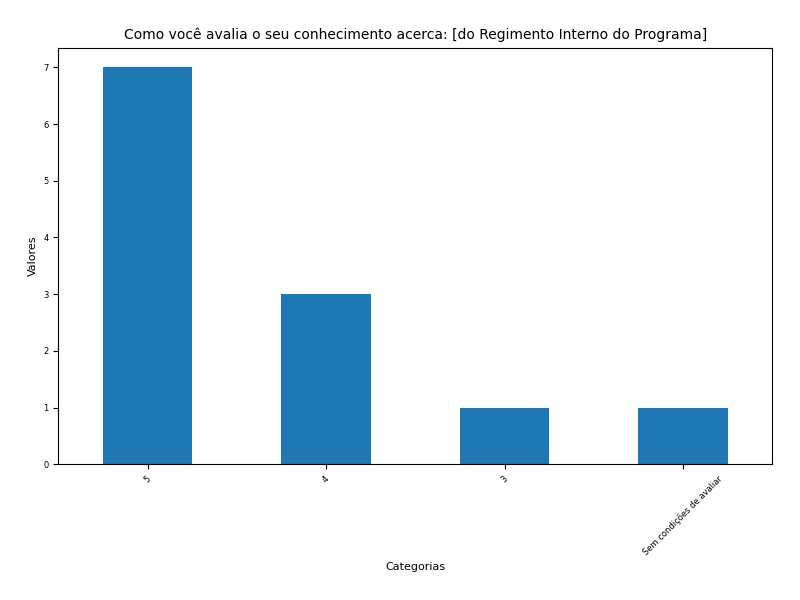 Como você avalia o seu conhecimento acerca: [do Regimento Interno do Programa]
7
6
5
4
3
2
1
0
Valores
5
4
3
Sem condições de avaliar
Categorias